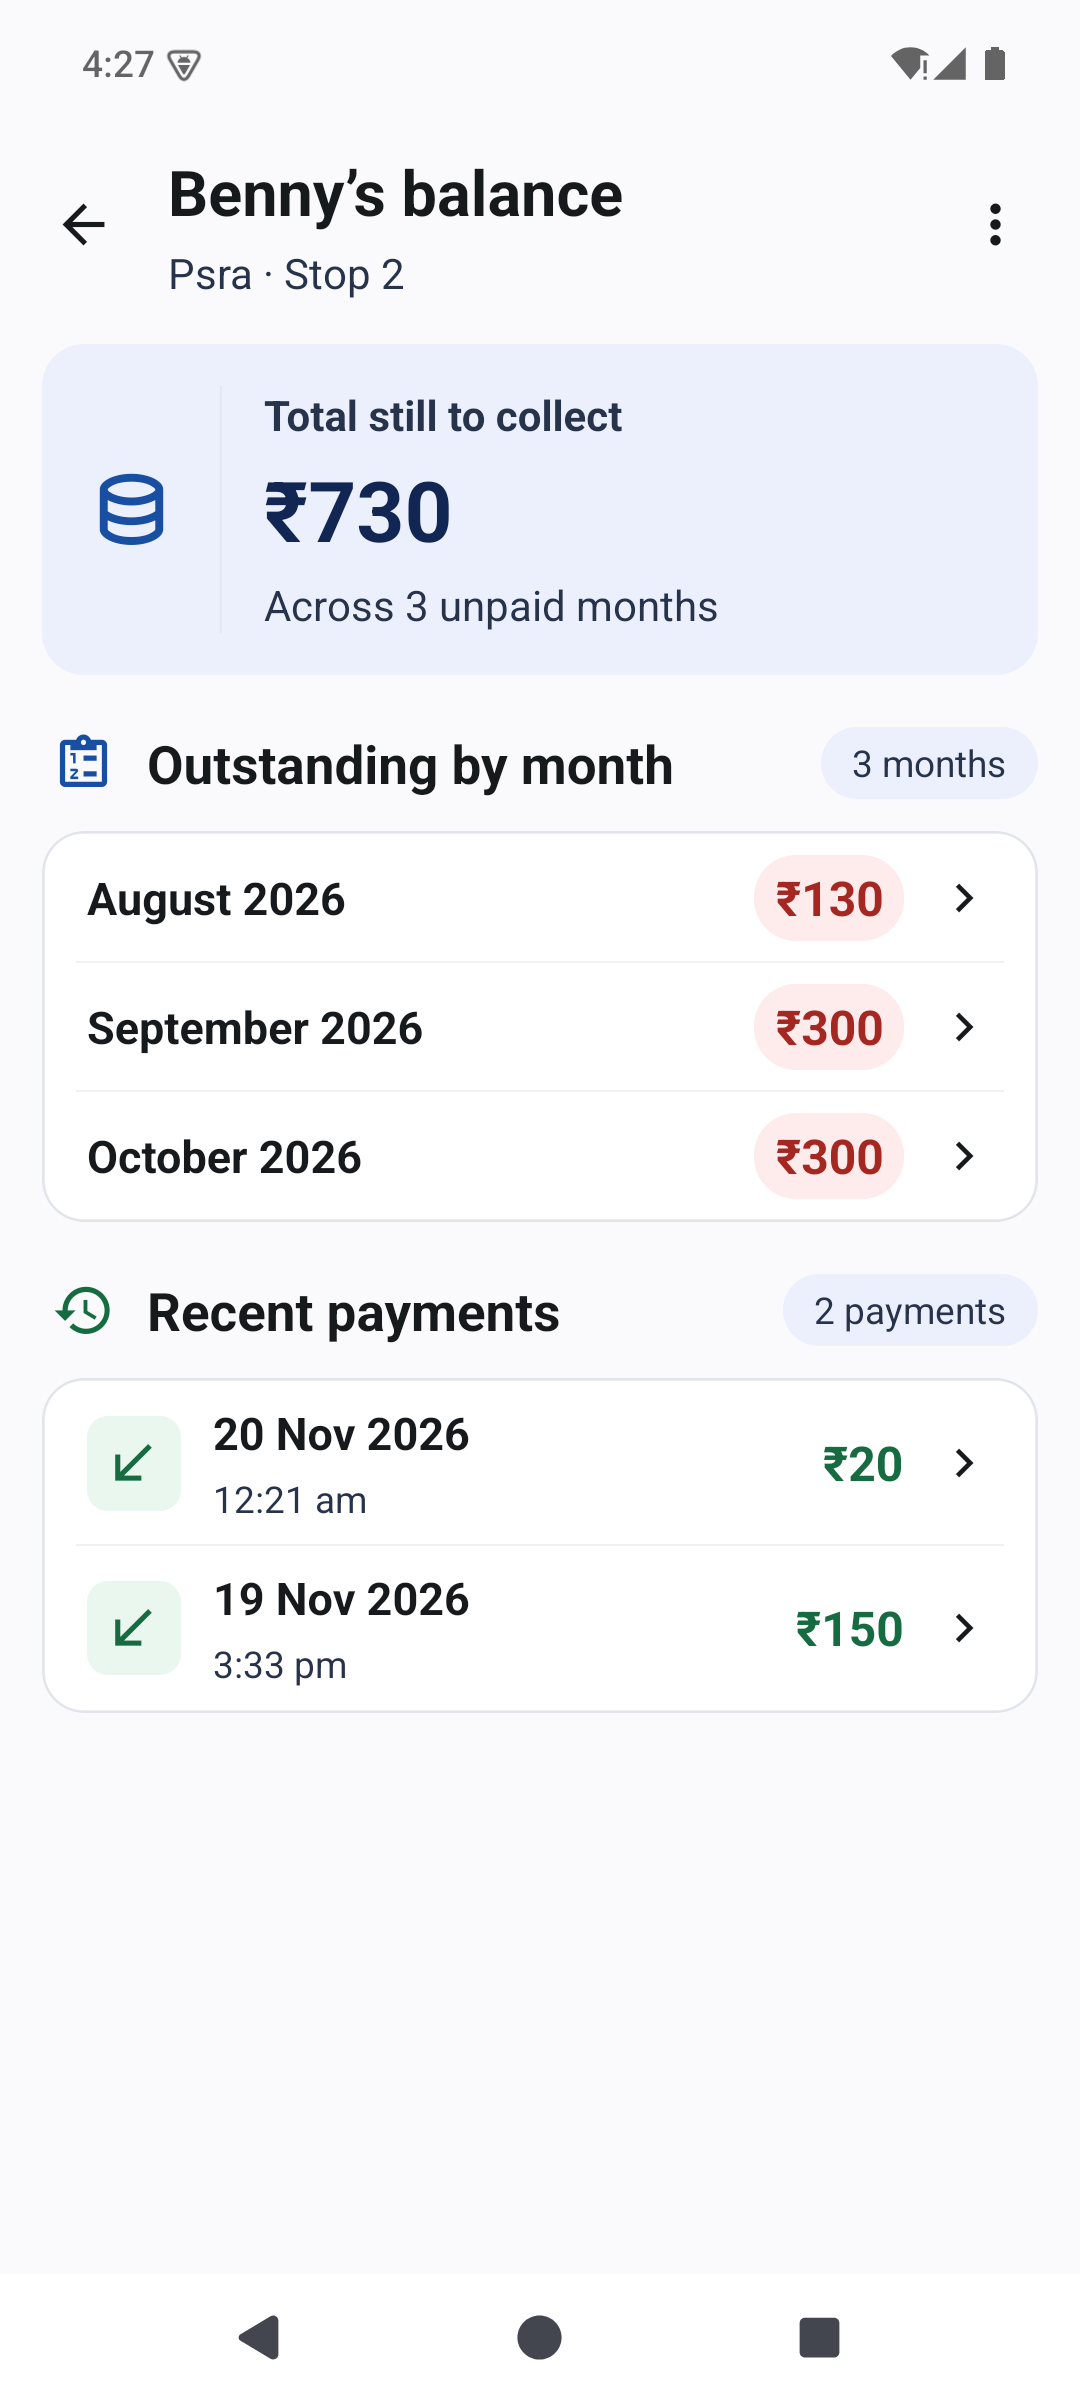 4:27
Benny’s balance
Psra · Stop 2
Total still to collect
₹730
Across 3 unpaid months
Outstanding by month
3 months
August 2026
₹130
September 2026
₹300
October 2026
₹300
Recent payments
2 payments
20 Nov 2026
12:21 am
₹20
19 Nov 2026
3:33 pm
₹150